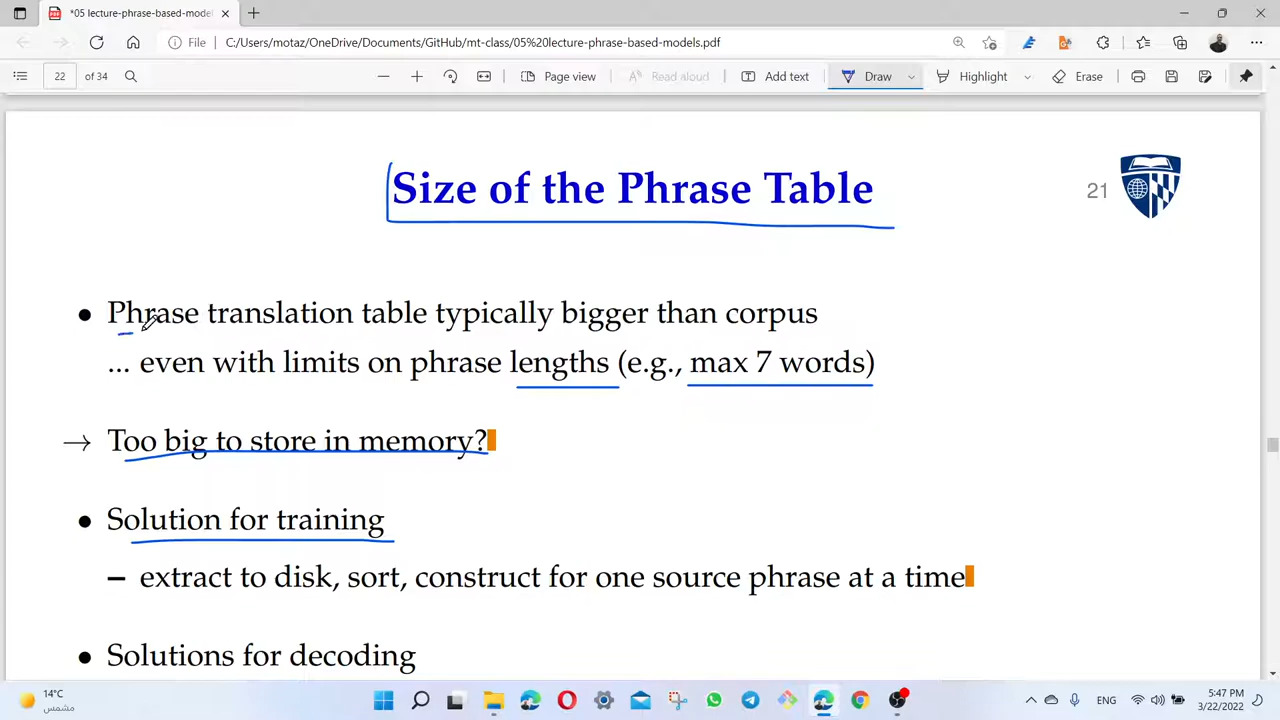 *05 lecture-phrase-based-model
File
C:/Users/motaz/OneDrive/Documents/GitHub/mt-class/05%20lecture-phrase-based-models.pdf
22 of 34
Page view
Read aloud
Add text
Draw
Highlight
Erase
Size of the Phrase Table
21
• Phrase translation table typically bigger than corpus
... even with limits on phrase lengths (e.g., max 7 words)
→ Too big to store in memory?
• Solution for training
– extract to disk, sort, construct for one source phrase at a time
• Solutions for decoding
14°C
مشمس
ENG
5:47 PM
3/22/2022